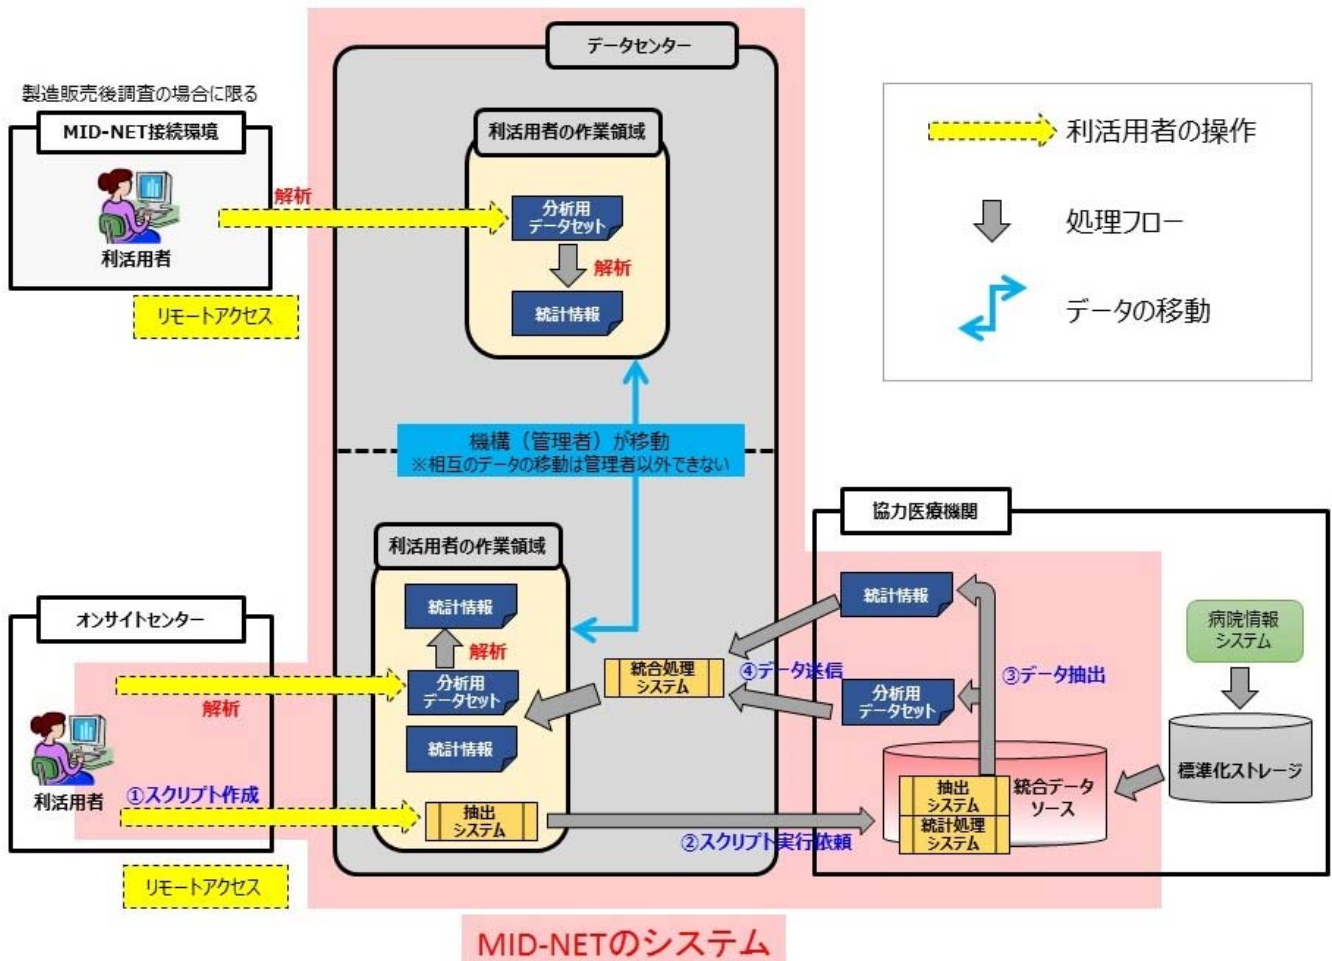 データセンター
製造販売後調査の場合に限る
MID-NET接続環境
利活用者
解析
リモートアクセス
利活用者の作業領域
分析用
データセット
解析
統計情報
利活用者の操作
処理フロー
データの移動
機構（管理者）が移動
※相互のデータの移動は管理者以外できない
オンサイトセンター
解析
利活用者
①スクリプト作成
リモートアクセス
利活用者の作業領域
統計情報
解析
分析用
データセット
統計情報
抽出
システム
統合処理
システム
④データ送信
②スクリプト実行依頼
協力医療機関
統計情報
分析用
データセット
③データ抽出
病院情報
システム
標準化ストレージ
抽出
システム
統計処理
システム
統合データ
ソース
MID-NETのシステム